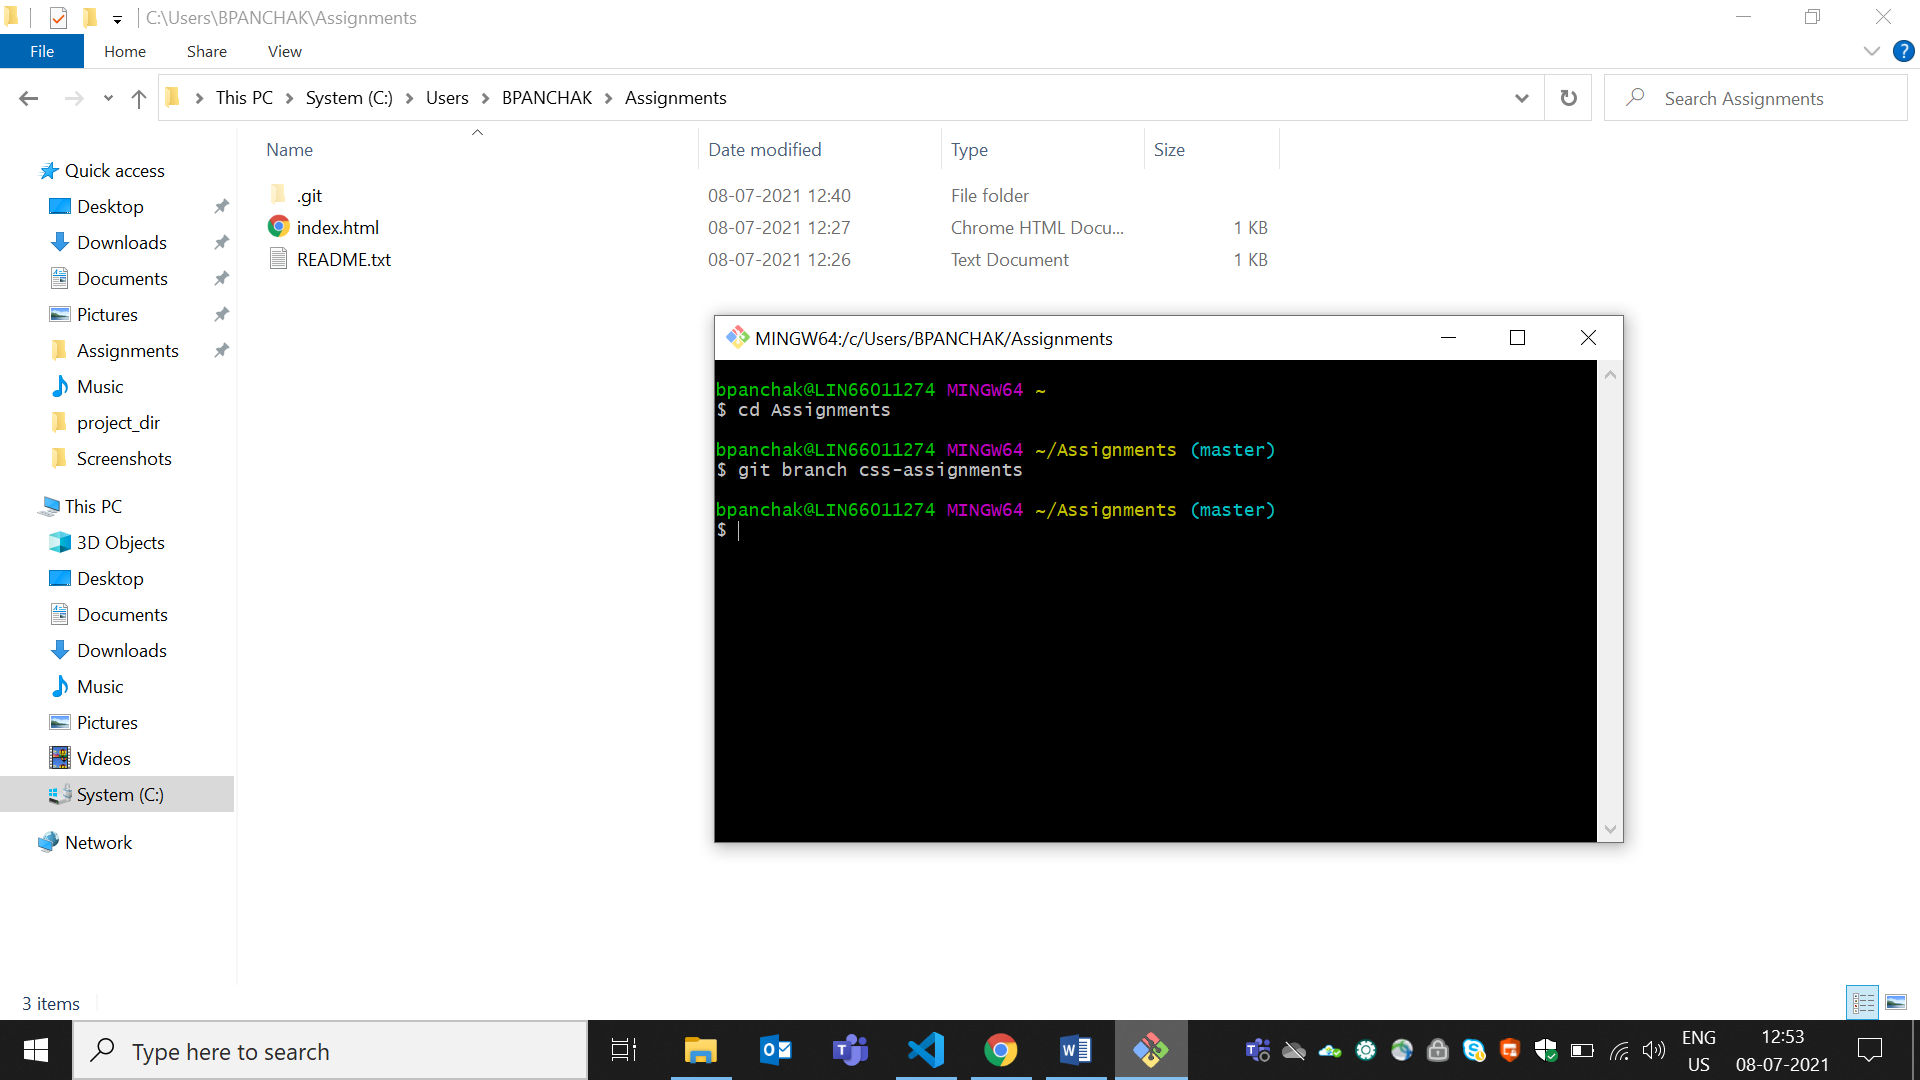 C:\Users\BPANCHAK\Assignments
File Home Share View
This PC System (C:) Users BPANCHAK Assignments
Search Assignments
Name Date modified Type Size
.git 08-07-2021 12:40 File folder
index.html 08-07-2021 12:27 Chrome HTML Docu... 1 KB
README.txt 08-07-2021 12:26 Text Document 1 KB
Quick access
Desktop
Downloads
Documents
Pictures
Assignments
Music
project_dir
Screenshots
This PC
3D Objects
Desktop
Documents
Downloads
Music
Pictures
Videos
System (C:)
Network
MINGW64:/c/Users/BPANCHAK/Assignments
bpanchak@LIN66011274 MINGW64 ~
$ cd Assignments
bpanchak@LIN66011274 MINGW64 ~/Assignments (master)
$ git branch css-assignments
bpanchak@LIN66011274 MINGW64 ~/Assignments (master)
$
3 items
Type here to search
ENG
US
12:53
08-07-2021